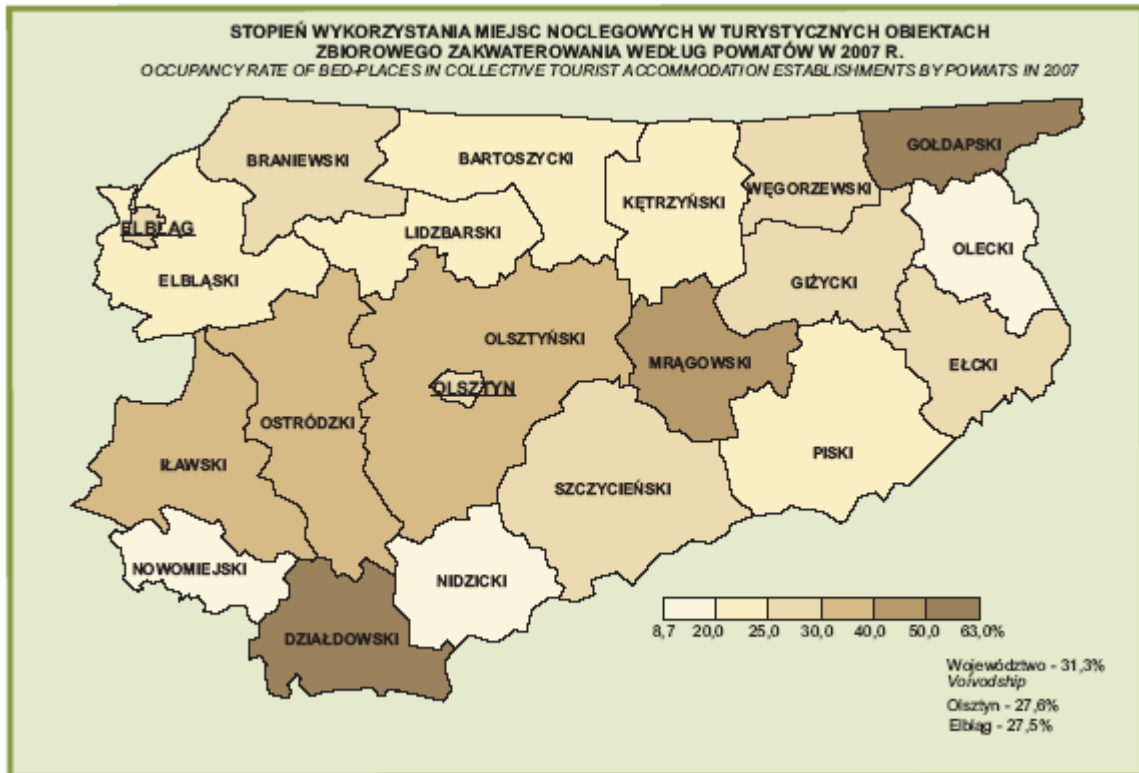 STOPIEŃ WYKORZYSTANIA MIEJSC NOCLEGOWYCH W TURYSTYCZNYCH OBIEKTACH
ZBIOROWEGO ZAKWATEROWANIA WEDŁUG POWIATÓW W 2007 R.
OCCUPANCY RATE OF BED-PLACES IN COLLECTIVE TOURIST ACCOMMODATION ESTABLISHMENTS BY POWIATS IN 2007
GOŁDAPSKI
BRANIEWSKI
BARTOSZYCKI
WĘGORZEWSKI
KĘTRZYŃSKI
ELBLĄG
LIDZBARSKI
OLECKI
ELBLĄSKI
GIŻYCKI
OLSZTYŃSKI
MRĄGOWSKI
EŁCKI
OLSZTYN
OSTRÓDZKI
PISKI
IŁAWSKI
SZCZYCIEŃSKI
NOWOMIEJSKI
NIDZICKI
DZIAŁDOWSKI
8,7 20,0 25,0 30,0 40,0 50,0 63,0%
Województwo - 31,3%
Voivodship
Olsztyn - 27,6%
Elbląg - 27,5%